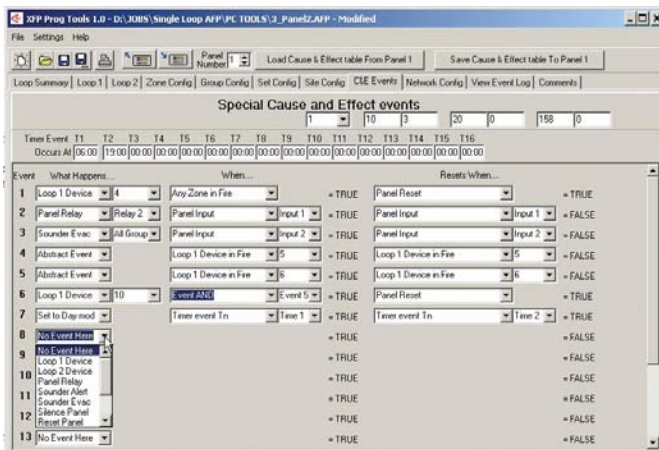 XFP Prog Tools 1.0 - D:\JOBS\Single Loop AFP\PC TOOLS\3_Panel2.AFP - Modified
File Settings Help
Panel Number 1 Load Cause & Effect table From Panel 1 Save Cause & Effect table To Panel 1
Loop Summary Loop 1 Loop 2 Zone Config Group Config Set Config Site Config C&E Events Network Config View Event Log Comments
Special Cause and Effect events
1 10 3 20 0 158 0
Timer Event T1 T2 T3 T4 T5 T6 T7 T8 T9 T10 T11 T12 T13 T14 T15 T16
Occurs At 06:00 19:00 00:00 00:00 00:00 00:00 00:00 00:00 00:00 00:00 00:00 00:00 00:00 00:00 00:00 00:00
Event What Happens... When... Resets When...
1 Loop 1 Device 4 Any Zone in Fire = TRUE Panel Reset = TRUE
2 Panel Relay Relay 2 Panel Input Input 1 = TRUE Panel Input Input 1 = FALSE
3 Sounder Evac All Group Panel Input Input 2 = TRUE Panel Input Input 2 = FALSE
4 Abstract Event Loop 1 Device in Fire 5 = TRUE Loop 1 Device in Fire 5 = FALSE
5 Abstract Event Loop 1 Device in Fire 6 = TRUE Loop 1 Device in Fire 6 = FALSE
6 Loop 1 Device 10 Event AND Event 5 = TRUE Panel Reset = TRUE
7 Set to Day mod Timer event Tn Time 1 = TRUE Timer event Tn Time 2 = TRUE
8 No Event Here = TRUE = FALSE
No Event Here
9 Loop 1 Device = TRUE = FALSE
Loop 2 Device
10 Panel Relay = TRUE = FALSE
Sounder Alert
11 Sounder Evac = TRUE = FALSE
Silence Panel
12 Reset Panel = TRUE = FALSE
13 No Event Here = TRUE = FALSE